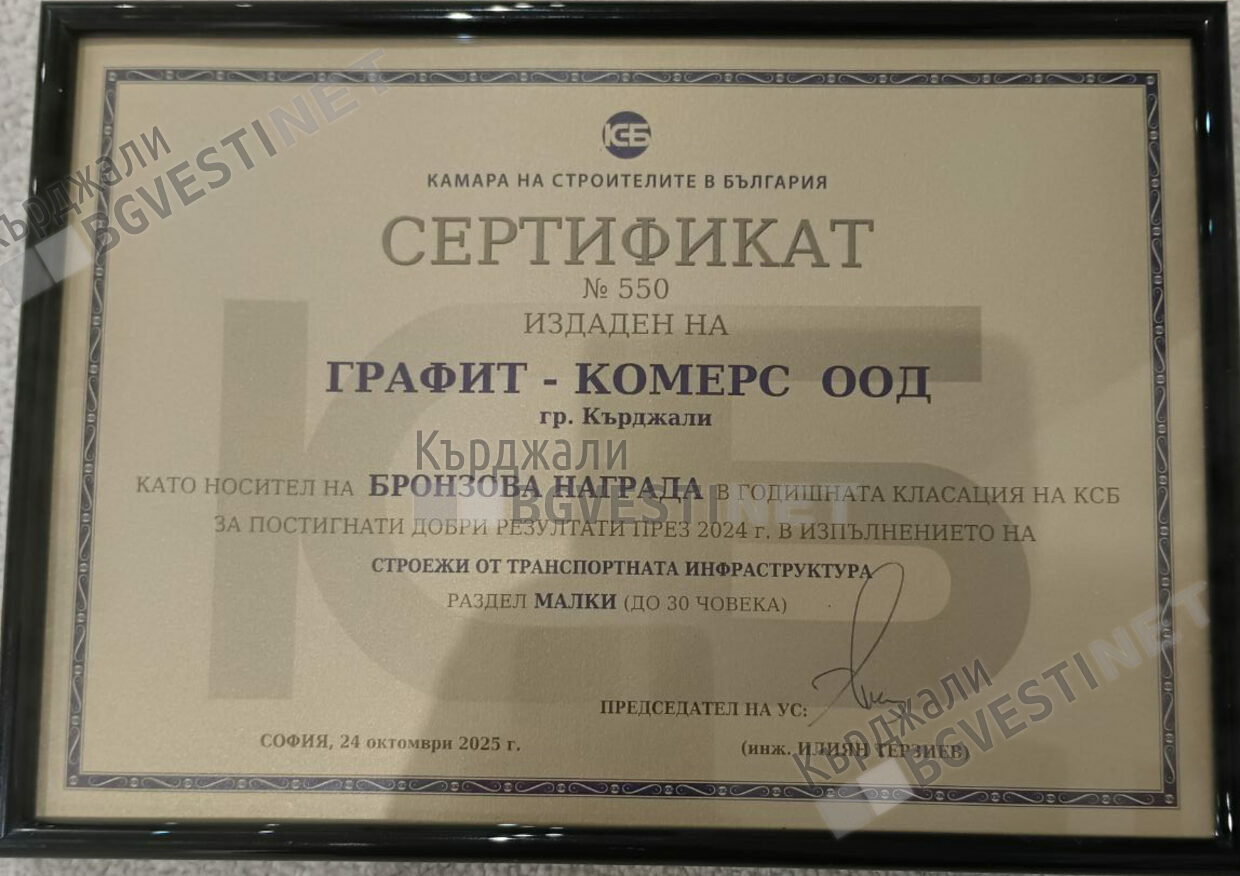 КСБ
КАМАРА НА СТРОИТЕЛИТЕ В БЪЛГАРИЯ
СЕРТИФИКАТ
№ 550
ИЗДАДЕН НА
ГРАФИТ - КОМЕРС ООД
гр. Кърджали
КАТО НОСИТЕЛ НА БРОНЗОВА НАГРАДА В ГОДИШНАТА КЛАСАЦИЯ НА КСБ
ЗА ПОСТИГНАТИ ДОБРИ РЕЗУЛТАТИ ПРЕЗ 2024 г. В ИЗПЪЛНЕНИЕТО НА
СТРОЕЖИ ОТ ТРАНСПОРТНАТА ИНФРАСТРУКТУРА
РАЗДЕЛ МАЛКИ (ДО 30 ЧОВЕКА)
ПРЕДСЕДАТЕЛ НА УС:
СОФИЯ, 24 октомври 2025 г.
(инж. ИЛИЯН ТЕРЗИЕВ)
Кърджали
BGVESTINET
Кърджали
BGVESTINET
Кърджали
BGVESTINET